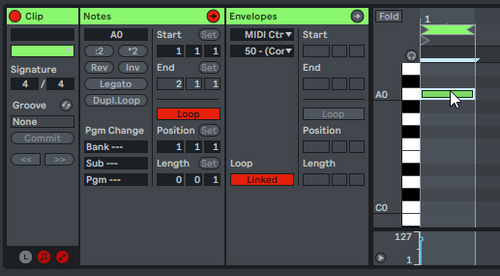 Clip
Signature
4 / 4
Groove
None
Commit
<< >>
L
Notes
A0
:2 *2
Rev Inv
Legato
Dupl.Loop
Pgm Change
Bank ---
Sub ---
Pgm ---
Start Set
1 1 1
End Set
2 1 1
Loop
Position Set
1 1 1
Length Set
0 0 1
Envelopes
MIDI Ctr
50 - (Cor
Loop
Linked
Start Set
End Set
Loop
Position
Length
Fold
1
A0
C0
127
1